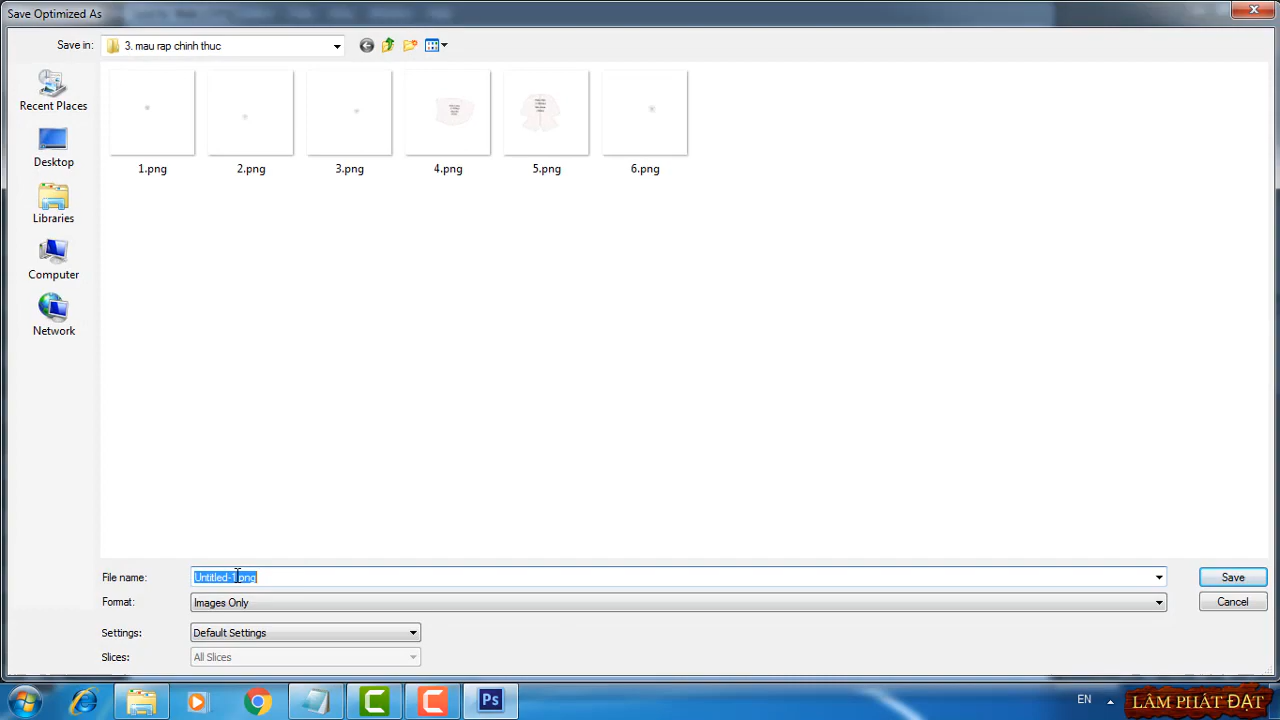 Save Optimized As
Save in:
3. mau rap chinh thuc
Recent Places
Desktop
Libraries
Computer
Network
1.png
2.png
3.png
4.png
5.png
6.png
File name:
Untitled-1.png
Save
Format:
Images Only
Cancel
Settings:
Default Settings
Slices:
All Slices
Ps
EN
LÂM PHÁT ĐẠT